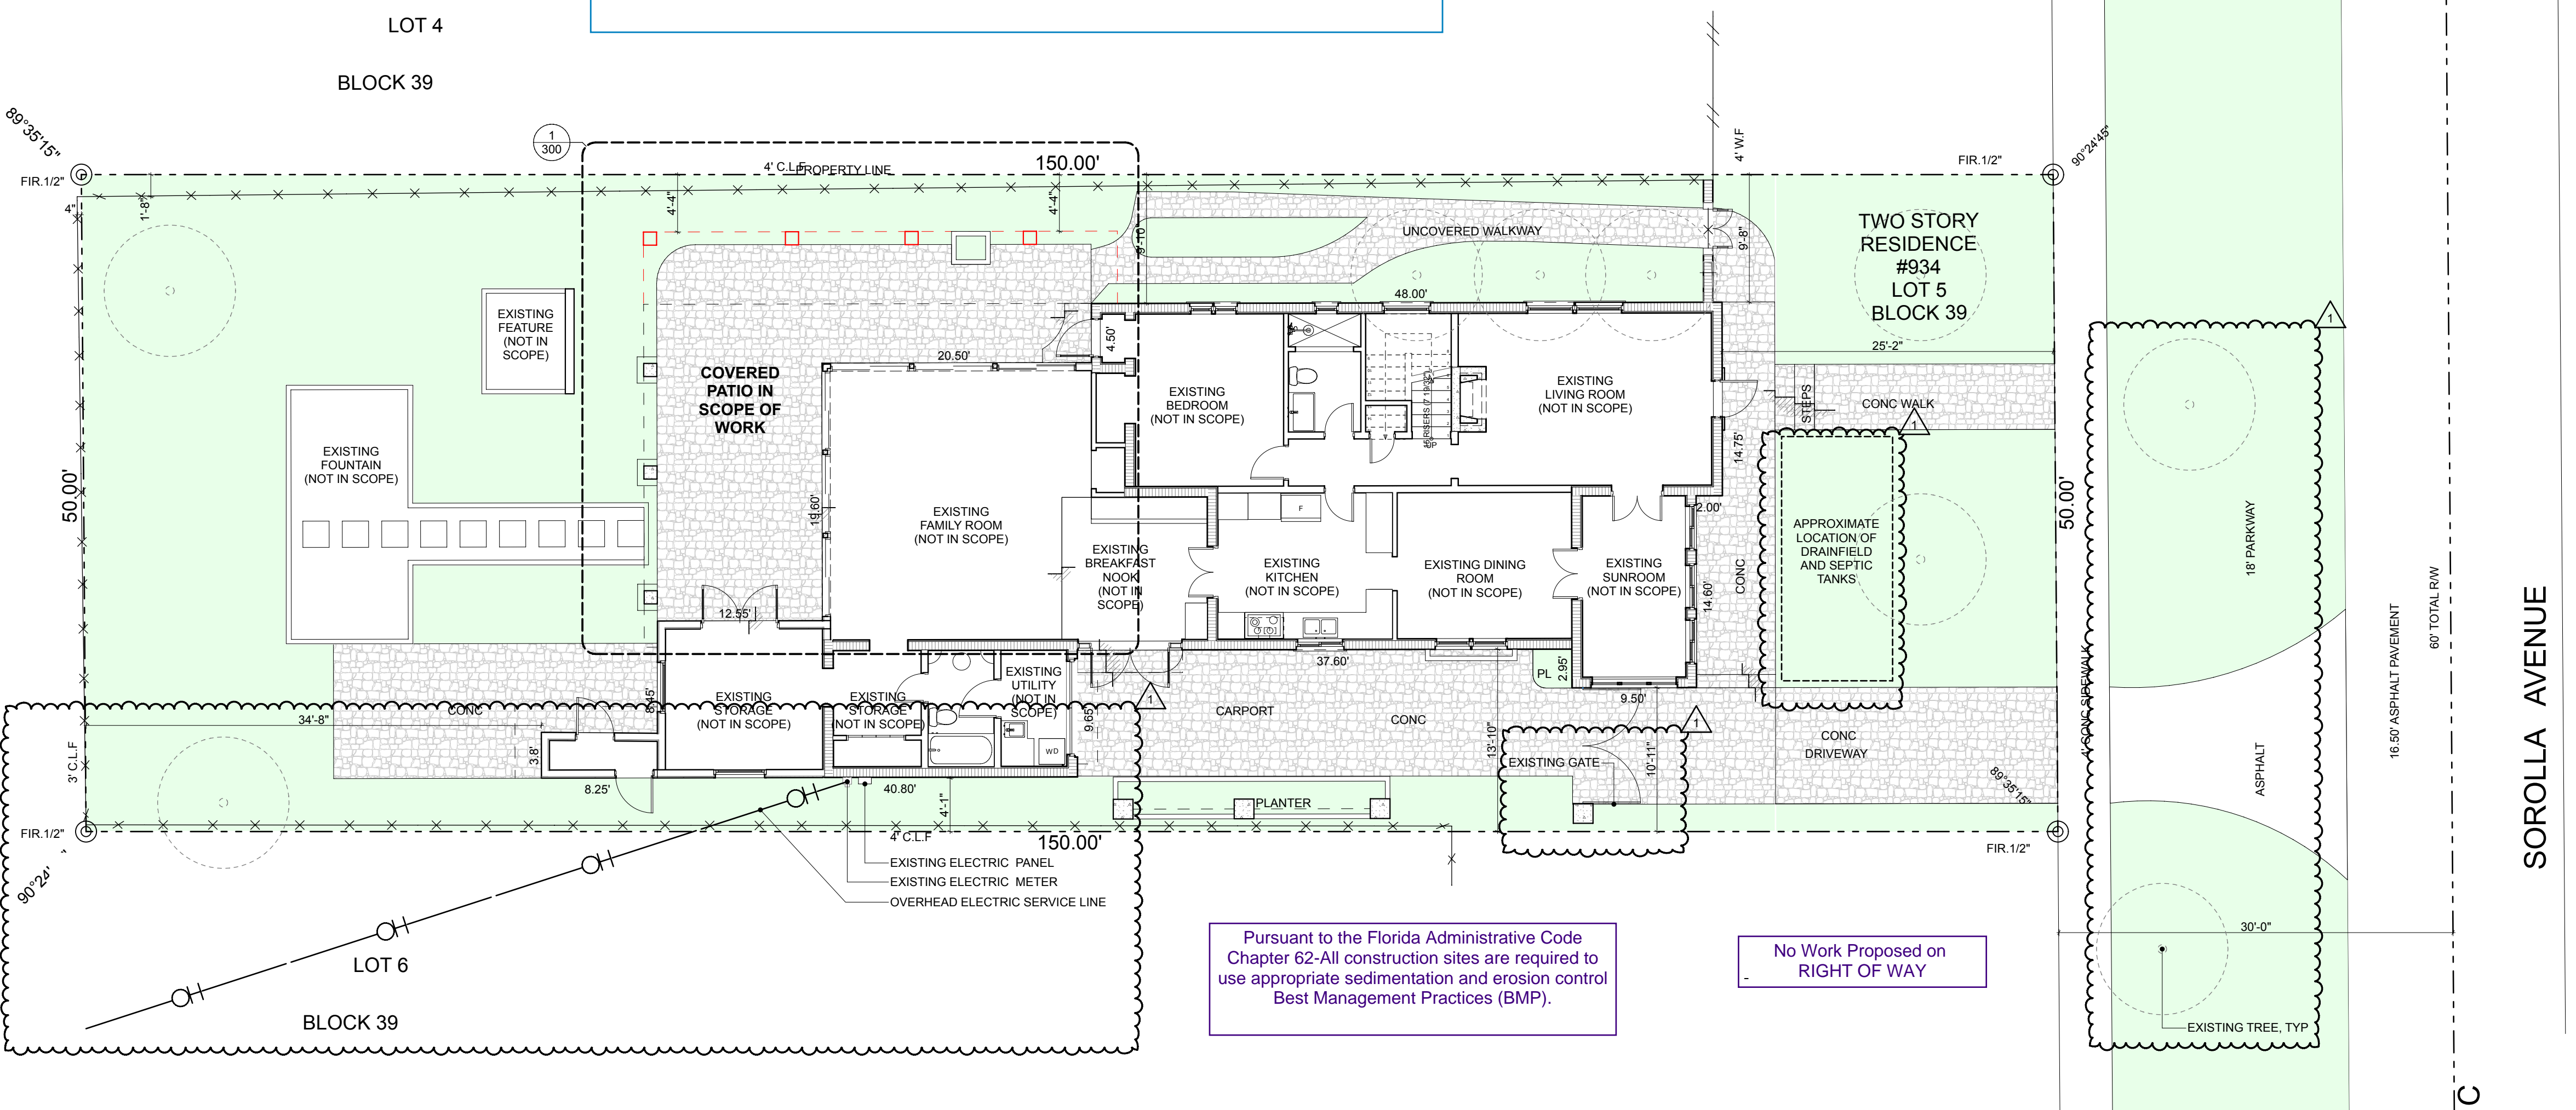 LOT 4
BLOCK 39
89°35'15"
FIR.1/2"
4"
1'-8"
1
300
4' C.L.F
PROPERTY LINE
150.00'
4'-4"
4'-4"
9'-10"
4' W.F
FIR.1/2"
90°24'45"
UNCOVERED WALKWAY
9'-8"
48.00'
TWO STORY
RESIDENCE
#934
LOT 5
BLOCK 39
25'-2"
1
EXISTING
FEATURE
(NOT IN
SCOPE)
COVERED
PATIO IN
SCOPE OF
WORK
20.50'
4.50'
EXISTING
BEDROOM
(NOT IN SCOPE)
UP
EXISTING
LIVING ROOM
(NOT IN SCOPE)
STEPS
CONC WALK
1
14.75'
EXISTING
FOUNTAIN
(NOT IN SCOPE)
50.00'
19.60'
EXISTING
FAMILY ROOM
(NOT IN SCOPE)
EXISTING
BREAKFAST
NOOK
(NOT IN
SCOPE)
F
EXISTING
KITCHEN
(NOT IN SCOPE)
EXISTING DINING
ROOM
(NOT IN SCOPE)
EXISTING
SUNROOM
(NOT IN SCOPE)
2.00'
14.60'
CONC
APPROXIMATE
LOCATION OF
DRAINFIELD
AND SEPTIC
TANKS
50.00'
18' PARKWAY
16.50' ASPHALT PAVEMENT
60' TOTAL R/W
SOROLLA AVENUE
12.55'
37.60'
PL
2.95'
9.50'
4' CONC SIDEWALK
ASPHALT
EXISTING
STORAGE
(NOT IN SCOPE)
EXISTING
STORAGE
(NOT IN SCOPE)
EXISTING
UTILITY
(NOT IN
SCOPE)
WD
8.45'
9.65'
1
CARPORT
CONC
1
CONC
34'-8"
3.8'
3' C.L.F
8.25'
40.80'
4'-1"
13'-10"
10'-11"
EXISTING GATE
CONC
DRIVEWAY
89°35'15"
PLANTER
FIR.1/2"
90°24'
4' C.L.F
150.00'
FIR.1/2"
EXISTING ELECTRIC PANEL
EXISTING ELECTRIC METER
OVERHEAD ELECTRIC SERVICE LINE
LOT 6
BLOCK 39
Pursuant to the Florida Administrative Code
Chapter 62-All construction sites are required to
use appropriate sedimentation and erosion control
Best Management Practices (BMP).
No Work Proposed on
RIGHT OF WAY
30'-0"
EXISTING TREE, TYP
C